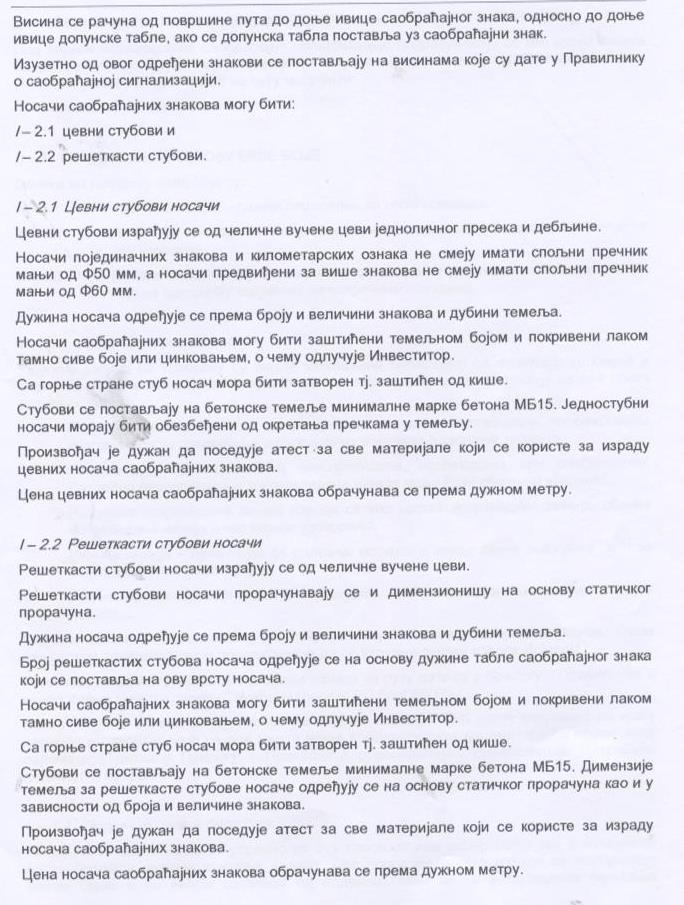 Висина се рачуна од површине пута до доње ивице саобраћајног знака, односно до доње
ивице допунске табле, ако се допунска табла поставља уз саобраћајни знак.
Изузетно од овог одређени знакови се постављају на висинама које су дате у Правилнику
о саобраћајној сигнализацији.
Носачи саобраћајних знакова могу бити:
I – 2.1 цевни стубови и
I – 2.2 решеткасти стубови.
I – 2.1 Цевни стубови носачи
Цевни стубови израђују се од челичне вучене цеви једноличног пресека и дебљине.
Носачи појединачних знакова и километарских ознака не смеју имати спољни пречник
мањи од Ф50 мм, а носачи предвиђени за више знакова не смеју имати спољни пречник
мањи од Ф60 мм.
Дужина носача одређује се према броју и величини знакова и дубини темеља.
Носачи саобраћајних знакова могу бити заштићени темељном бојом и покривени лаком
тамно сиве боје или цинковањем, о чему одлучује Инвеститор.
Са горње стране стуб носач мора бити затворен тј. заштићен од кише.
Стубови се постављају на бетонске темеље минималне марке бетона МБ15. Једностубни
носачи морају бити обезбеђени од окретања пречкама у темељу.
Произвођач је дужан да поседује атест за све материјале који се користе за израду
цевних носача саобраћајних знакова.
Цена цевних носача саобраћајних знакова обрачунава се према дужном метру.
I – 2.2 Решеткасти стубови носачи
Решеткасти стубови носачи израђују се од челичне вучене цеви.
Решеткасти стубови носачи прорачунавају се и димензионишу на основу статичког
прорачуна.
Дужина носача одређује се према броју и величини знакова и дубини темеља.
Број решеткастих стубова носача одређује се на основу дужине табле саобраћајног знака
који се поставља на ову врсту носача.
Носачи саобраћајних знакова могу бити заштићени темељном бојом и покривени лаком
тамно сиве боје или цинковањем, о чему одлучује Инвеститор.
Са горње стране стуб носач мора бити затворен тј. заштићен од кише.
Стубови се постављају на бетонске темеље минималне марке бетона МБ15. Димензије
темеља за решеткасте стубове носаче одређују се на основу статичког прорачуна као и у
зависности од броја и величине знакова.
Произвођач је дужан да поседује атест за све материјале који се користе за израду
носача саобраћајних знакова.
Цена носача саобраћајних знакова обрачунава се према дужном метру.